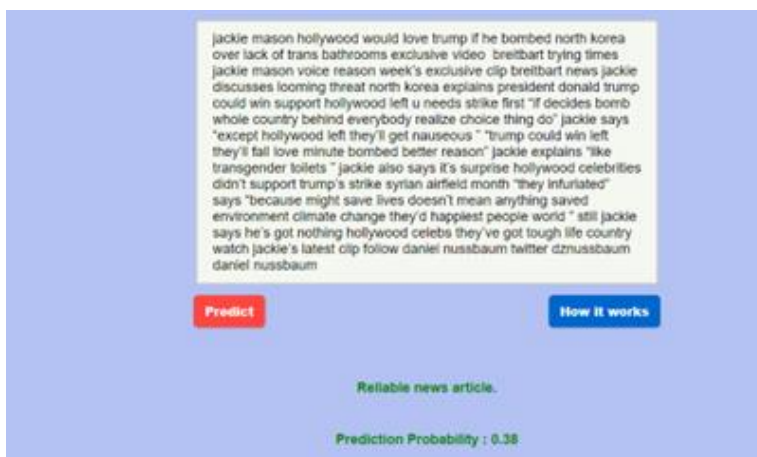 jackie mason hollywood would love trump if he bombed north korea
over lack of trans bathrooms exclusive video breitbart trying times
jackie mason voice reason week's exclusive clip breitbart news jackie
discusses looming threat north korea explains president donald trump
could win support hollywood left u needs strike first "if decides bomb
whole country behind everybody realize choice thing do" jackie says
"except hollywood left they'll get nauseous " "trump could win left
they'll fall love minute bombed better reason" jackie explains "like
transgender toilets " jackie also says it's surprise hollywood celebrities
didn't support trump's strike syrian airfield month "they infuriated"
says "because might save lives doesn't mean anything saved
environment climate change they'd happiest people world " still jackie
says he's got nothing hollywood celebs they've got tough life country
watch jackie's latest clip follow daniel nussbaum twitter dznussbaum
daniel nussbaum
Predict
How it works
Reliable news article.
Prediction Probability : 0.38